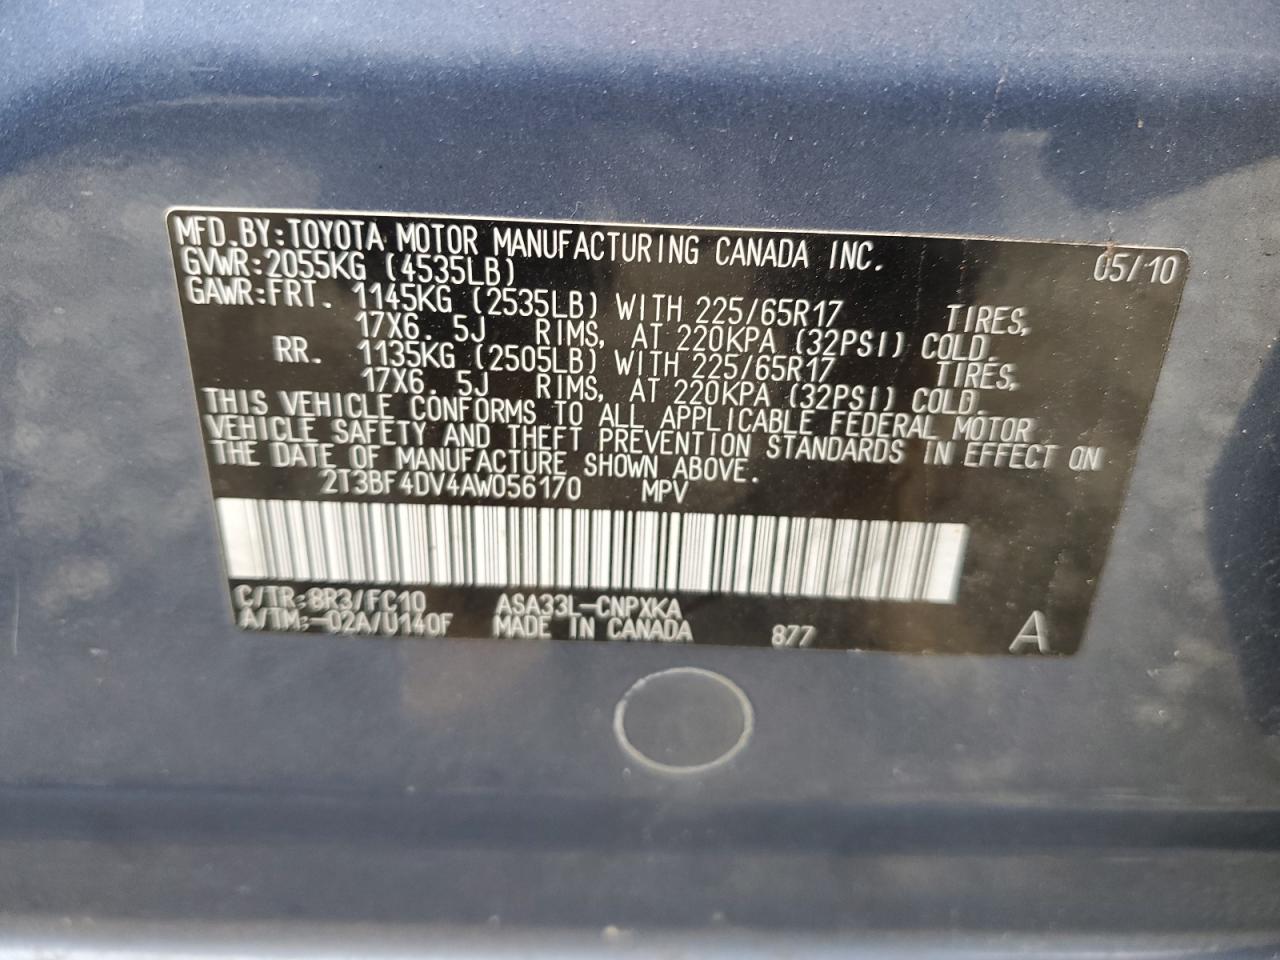 MFD.BY:TOYOTA MOTOR MANUFACTURING CANADA INC. 05/10
GVWR:2055KG (4535LB)
GAWR:FRT. 1145KG (2535LB) WITH 225/65R17 TIRES,
17X6. 5J RIMS, AT 220KPA (32PSI) COLD.
RR. 1135KG (2505LB) WITH 225/65R17 TIRES,
17X6. 5J RIMS, AT 220KPA (32PSI) COLD.
THIS VEHICLE CONFORMS TO ALL APPLICABLE FEDERAL MOTOR
VEHICLE SAFETY AND THEFT PREVENTION STANDARDS IN EFFECT ON
THE DATE OF MANUFACTURE SHOWN ABOVE.
2T3BF4DV4AW056170 MPV
C/TR:8R3/FC10 ASA33L-CNPXKA
A/TM:-02A/U140F MADE IN CANADA 877 A